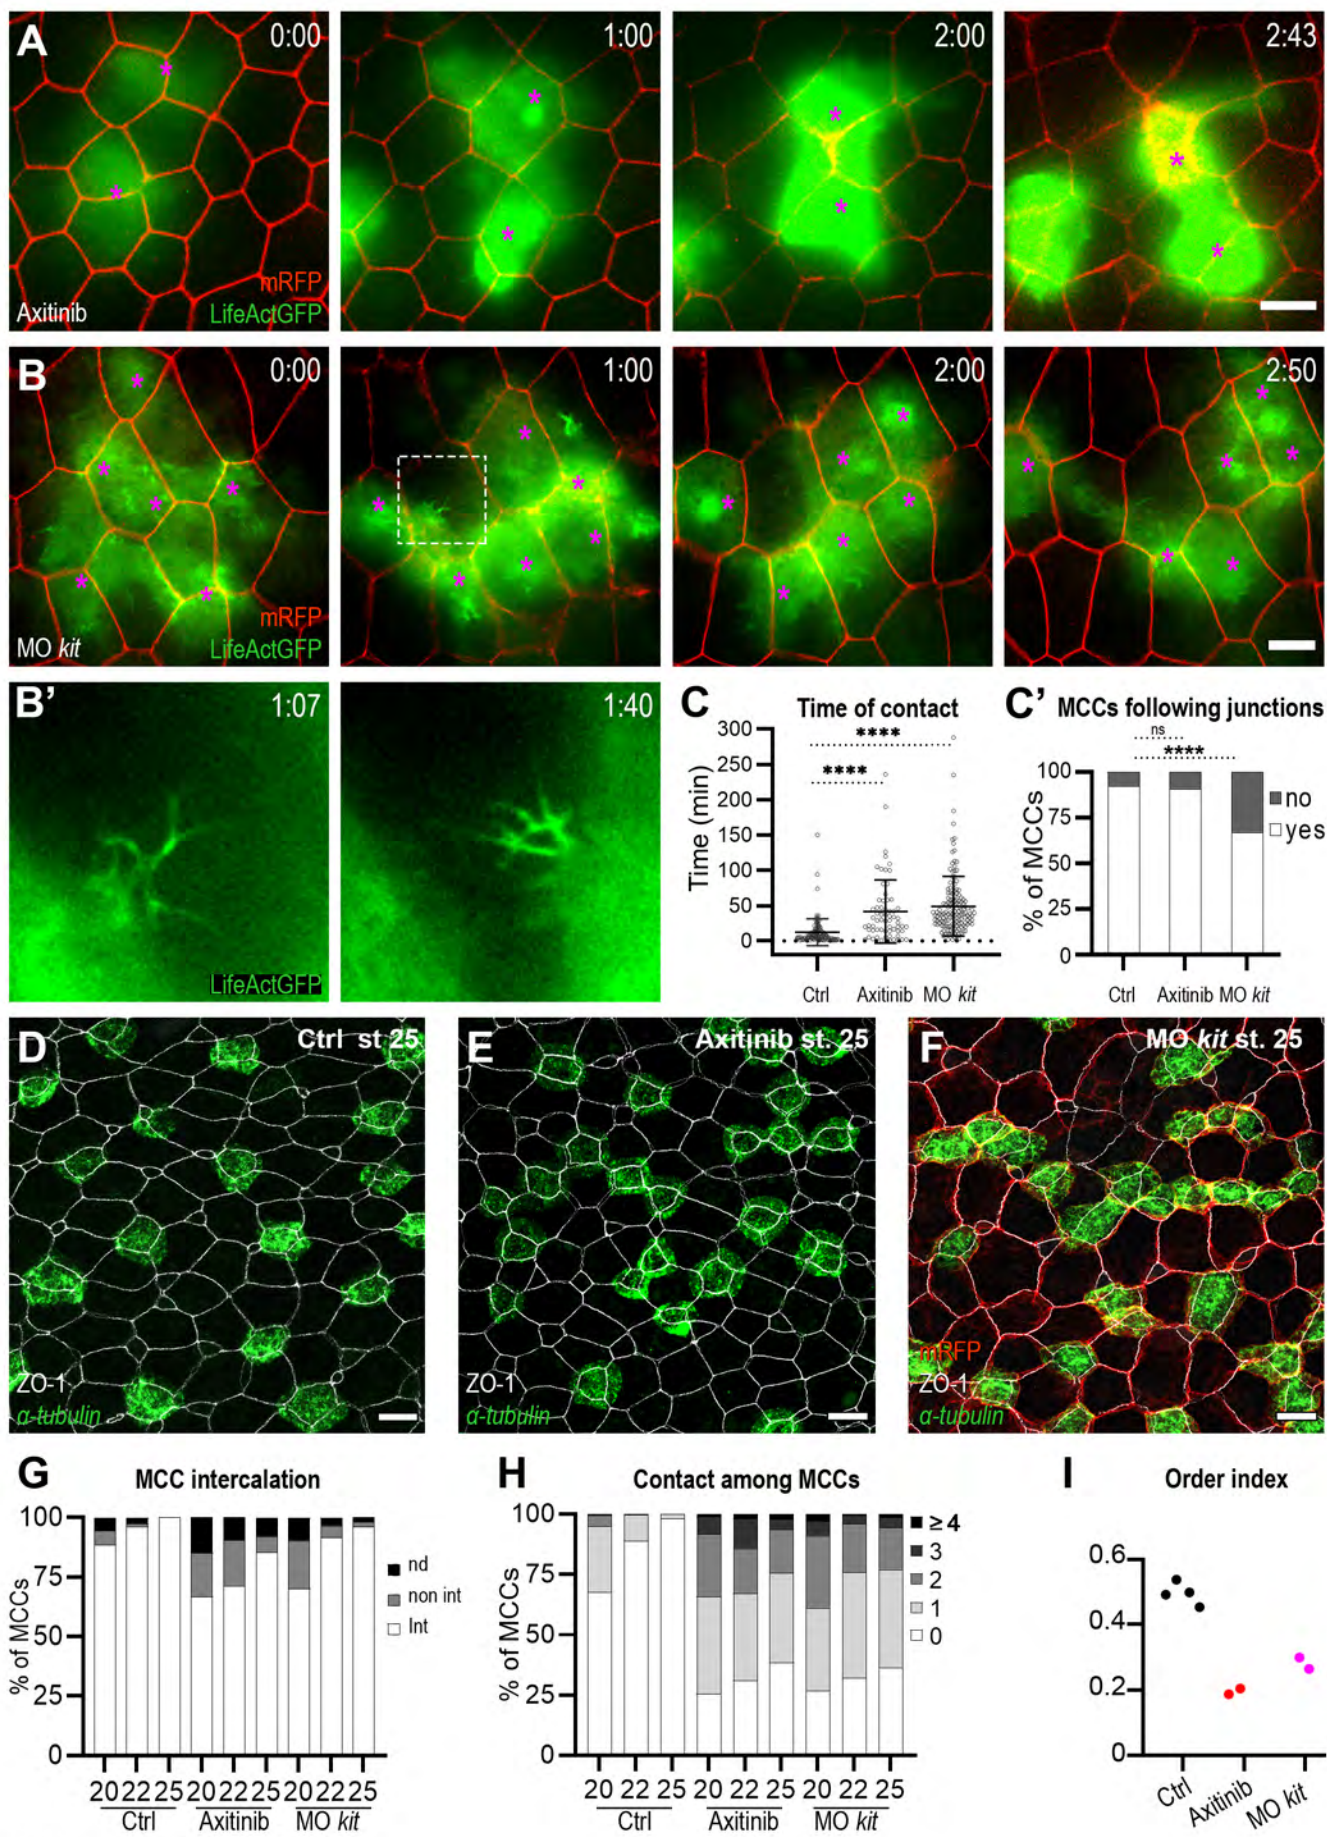 A
0:00
1:00
2:00
2:43
mRFP
Axitinib
LifeActGFP
B
0:00
1:00
2:00
2:50
mRFP
MO kit
LifeActGFP
B’
1:07
1:40
LifeActGFP
C
Time of contact
****
****
Time (min)
300
250
200
150
100
50
0
Ctrl
Axitinib
MO kit
C’
MCCs following junctions
ns
****
% of MCCs
100
75
50
25
0
no
yes
Ctrl
Axitinib
MO kit
D
Ctrl st 25
ZO-1
α-tubulin
E
Axitinib st. 25
ZO-1
α-tubulin
F
MO kit st. 25
mRFP
ZO-1
α-tubulin
G
MCC intercalation
% of MCCs
100
75
50
25
0
nd
non int
Int
20 22 25 20 22 25 20 22 25
Ctrl
Axitinib
MO kit
H
Contact among MCCs
% of MCCs
100
75
50
25
0
≥ 4
3
2
1
0
20 22 25 20 22 25 20 22 25
Ctrl
Axitinib
MO kit
I
Order index
0.6
0.4
0.2
0
Ctrl
Axitinib
MO kit